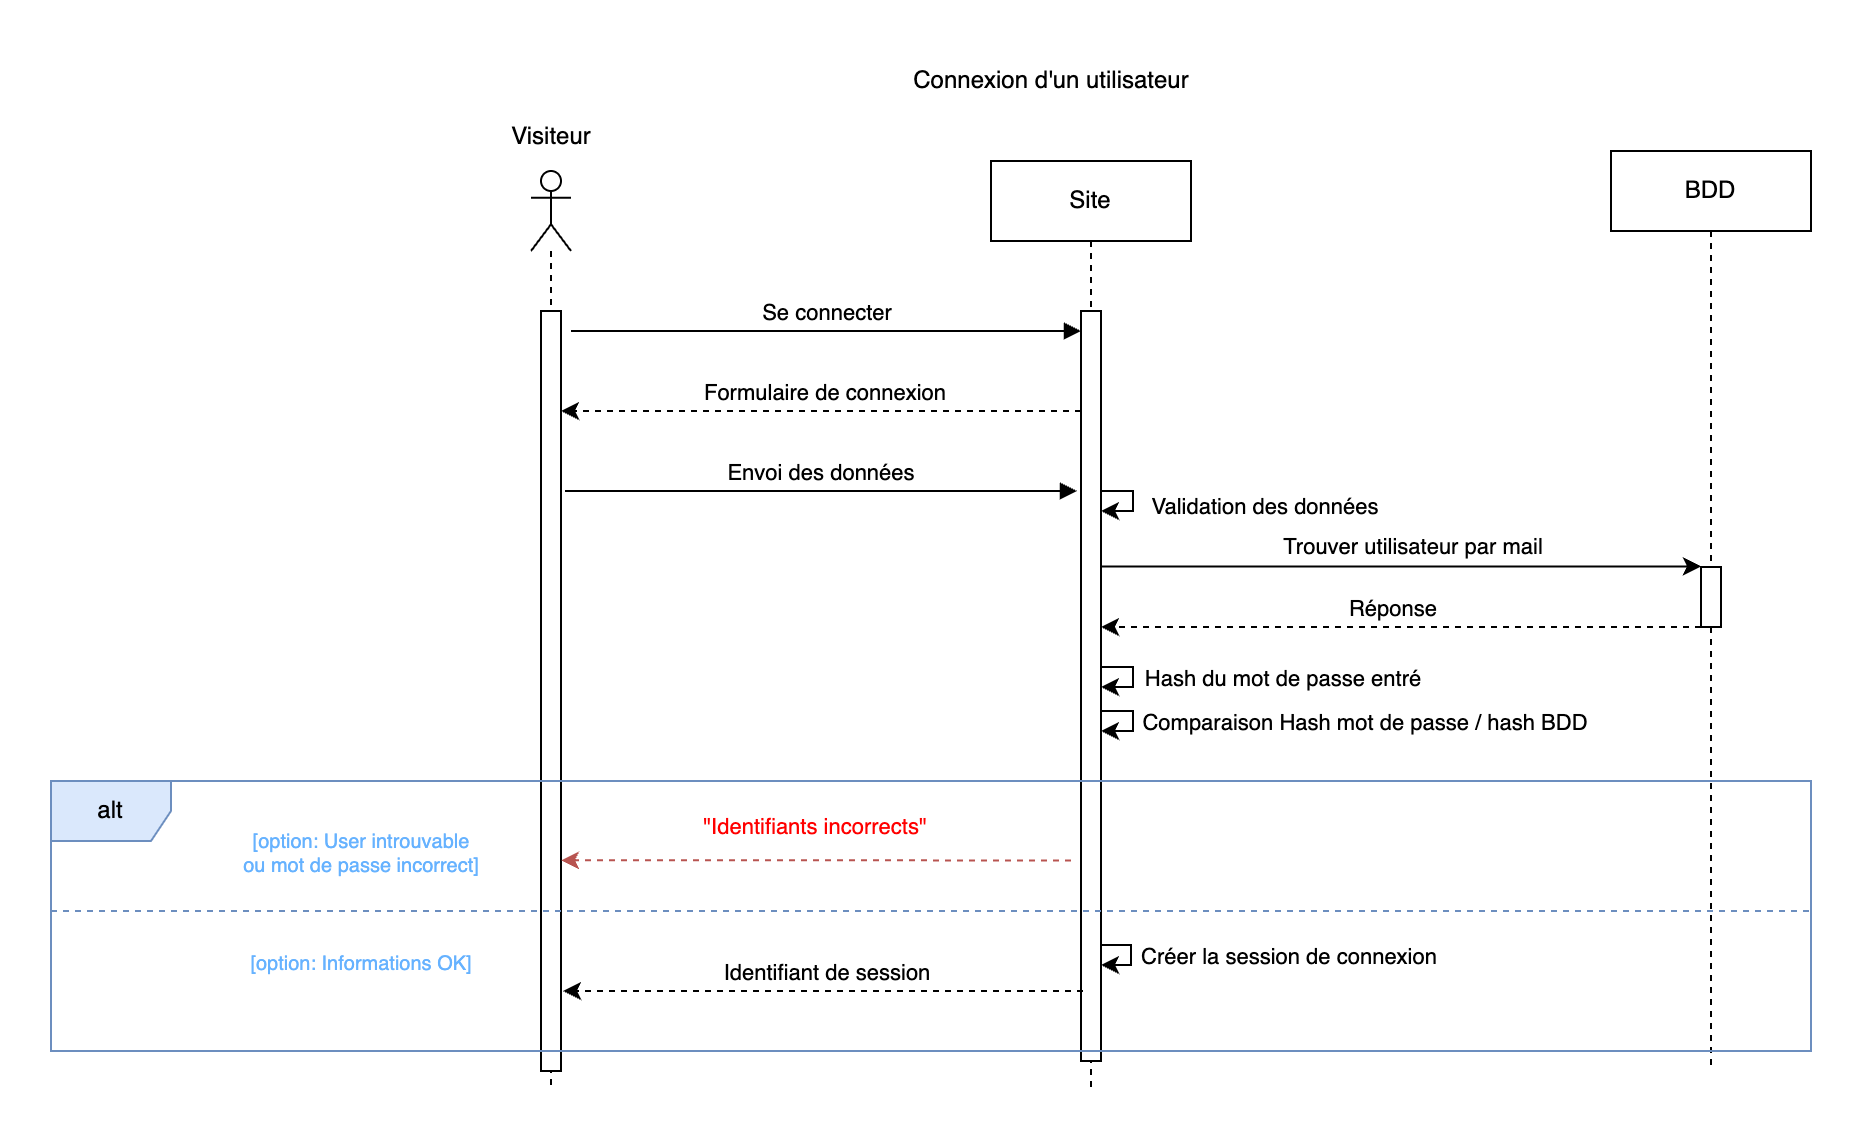 Connexion d'un utilisateur
Visiteur
Site
BDD
Se connecter
Formulaire de connexion
Envoi des données
Validation des données
Trouver utilisateur par mail
Réponse
Hash du mot de passe entré
Comparaison Hash mot de passe / hash BDD
alt
"Identifiants incorrects"
[option: User introuvable
ou mot de passe incorrect]
Créer la session de connexion
[option: Informations OK]
Identifiant de session